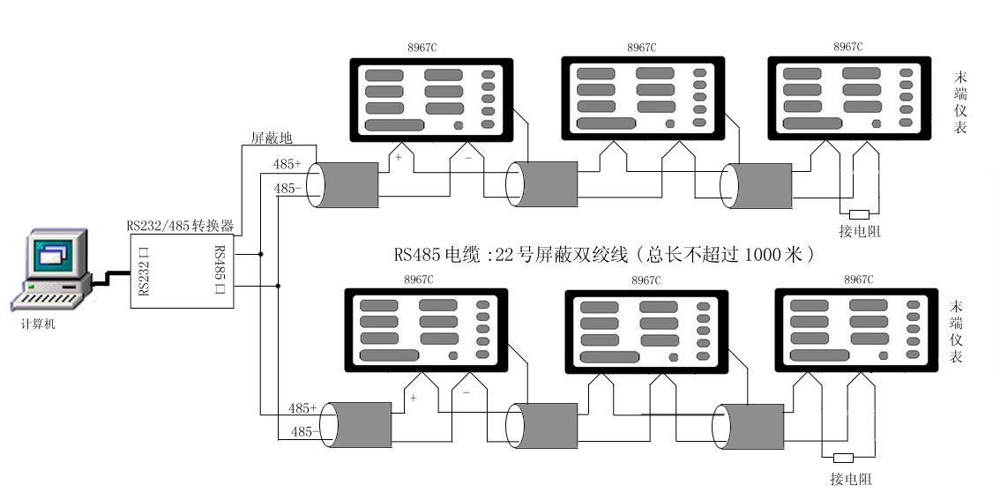 8967C
8967C
8967C
末端仪表
屏蔽地
+
−
485+
485-
RS232/485转换器
接电阻
RS232口
RS485口
RS485电缆:22号屏蔽双绞线(总长不超过1000米)
8967C
8967C
8967C
末端仪表
计算机
+
−
485+
485-
接电阻